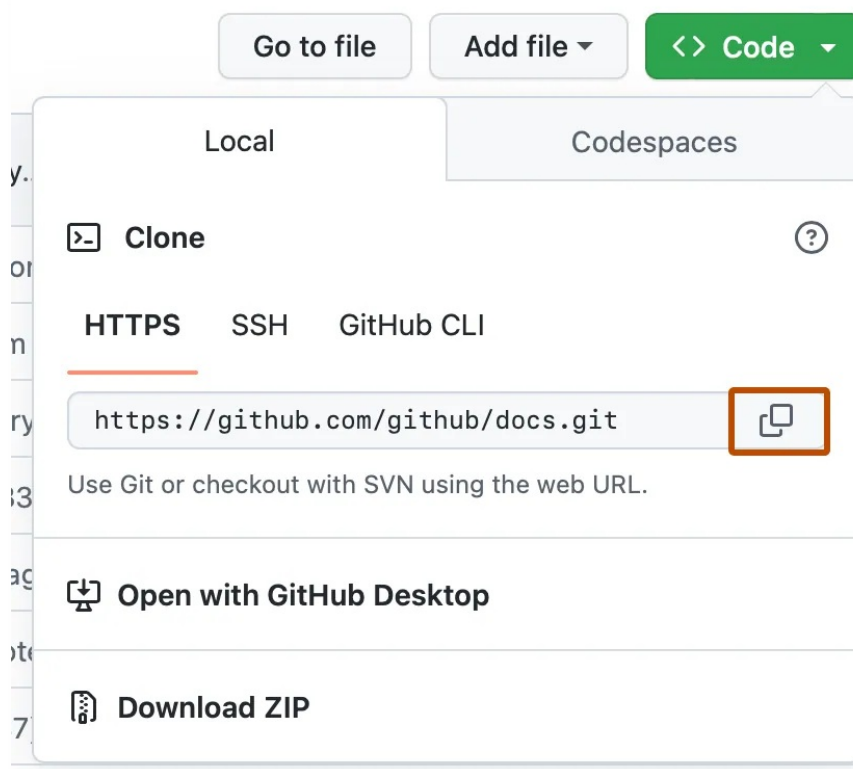 Go to file Add file Code
Local Codespaces
Clone
HTTPS SSH GitHub CLI
https://github.com/github/docs.git
Use Git or checkout with SVN using the web URL.
Open with GitHub Desktop
Download ZIP